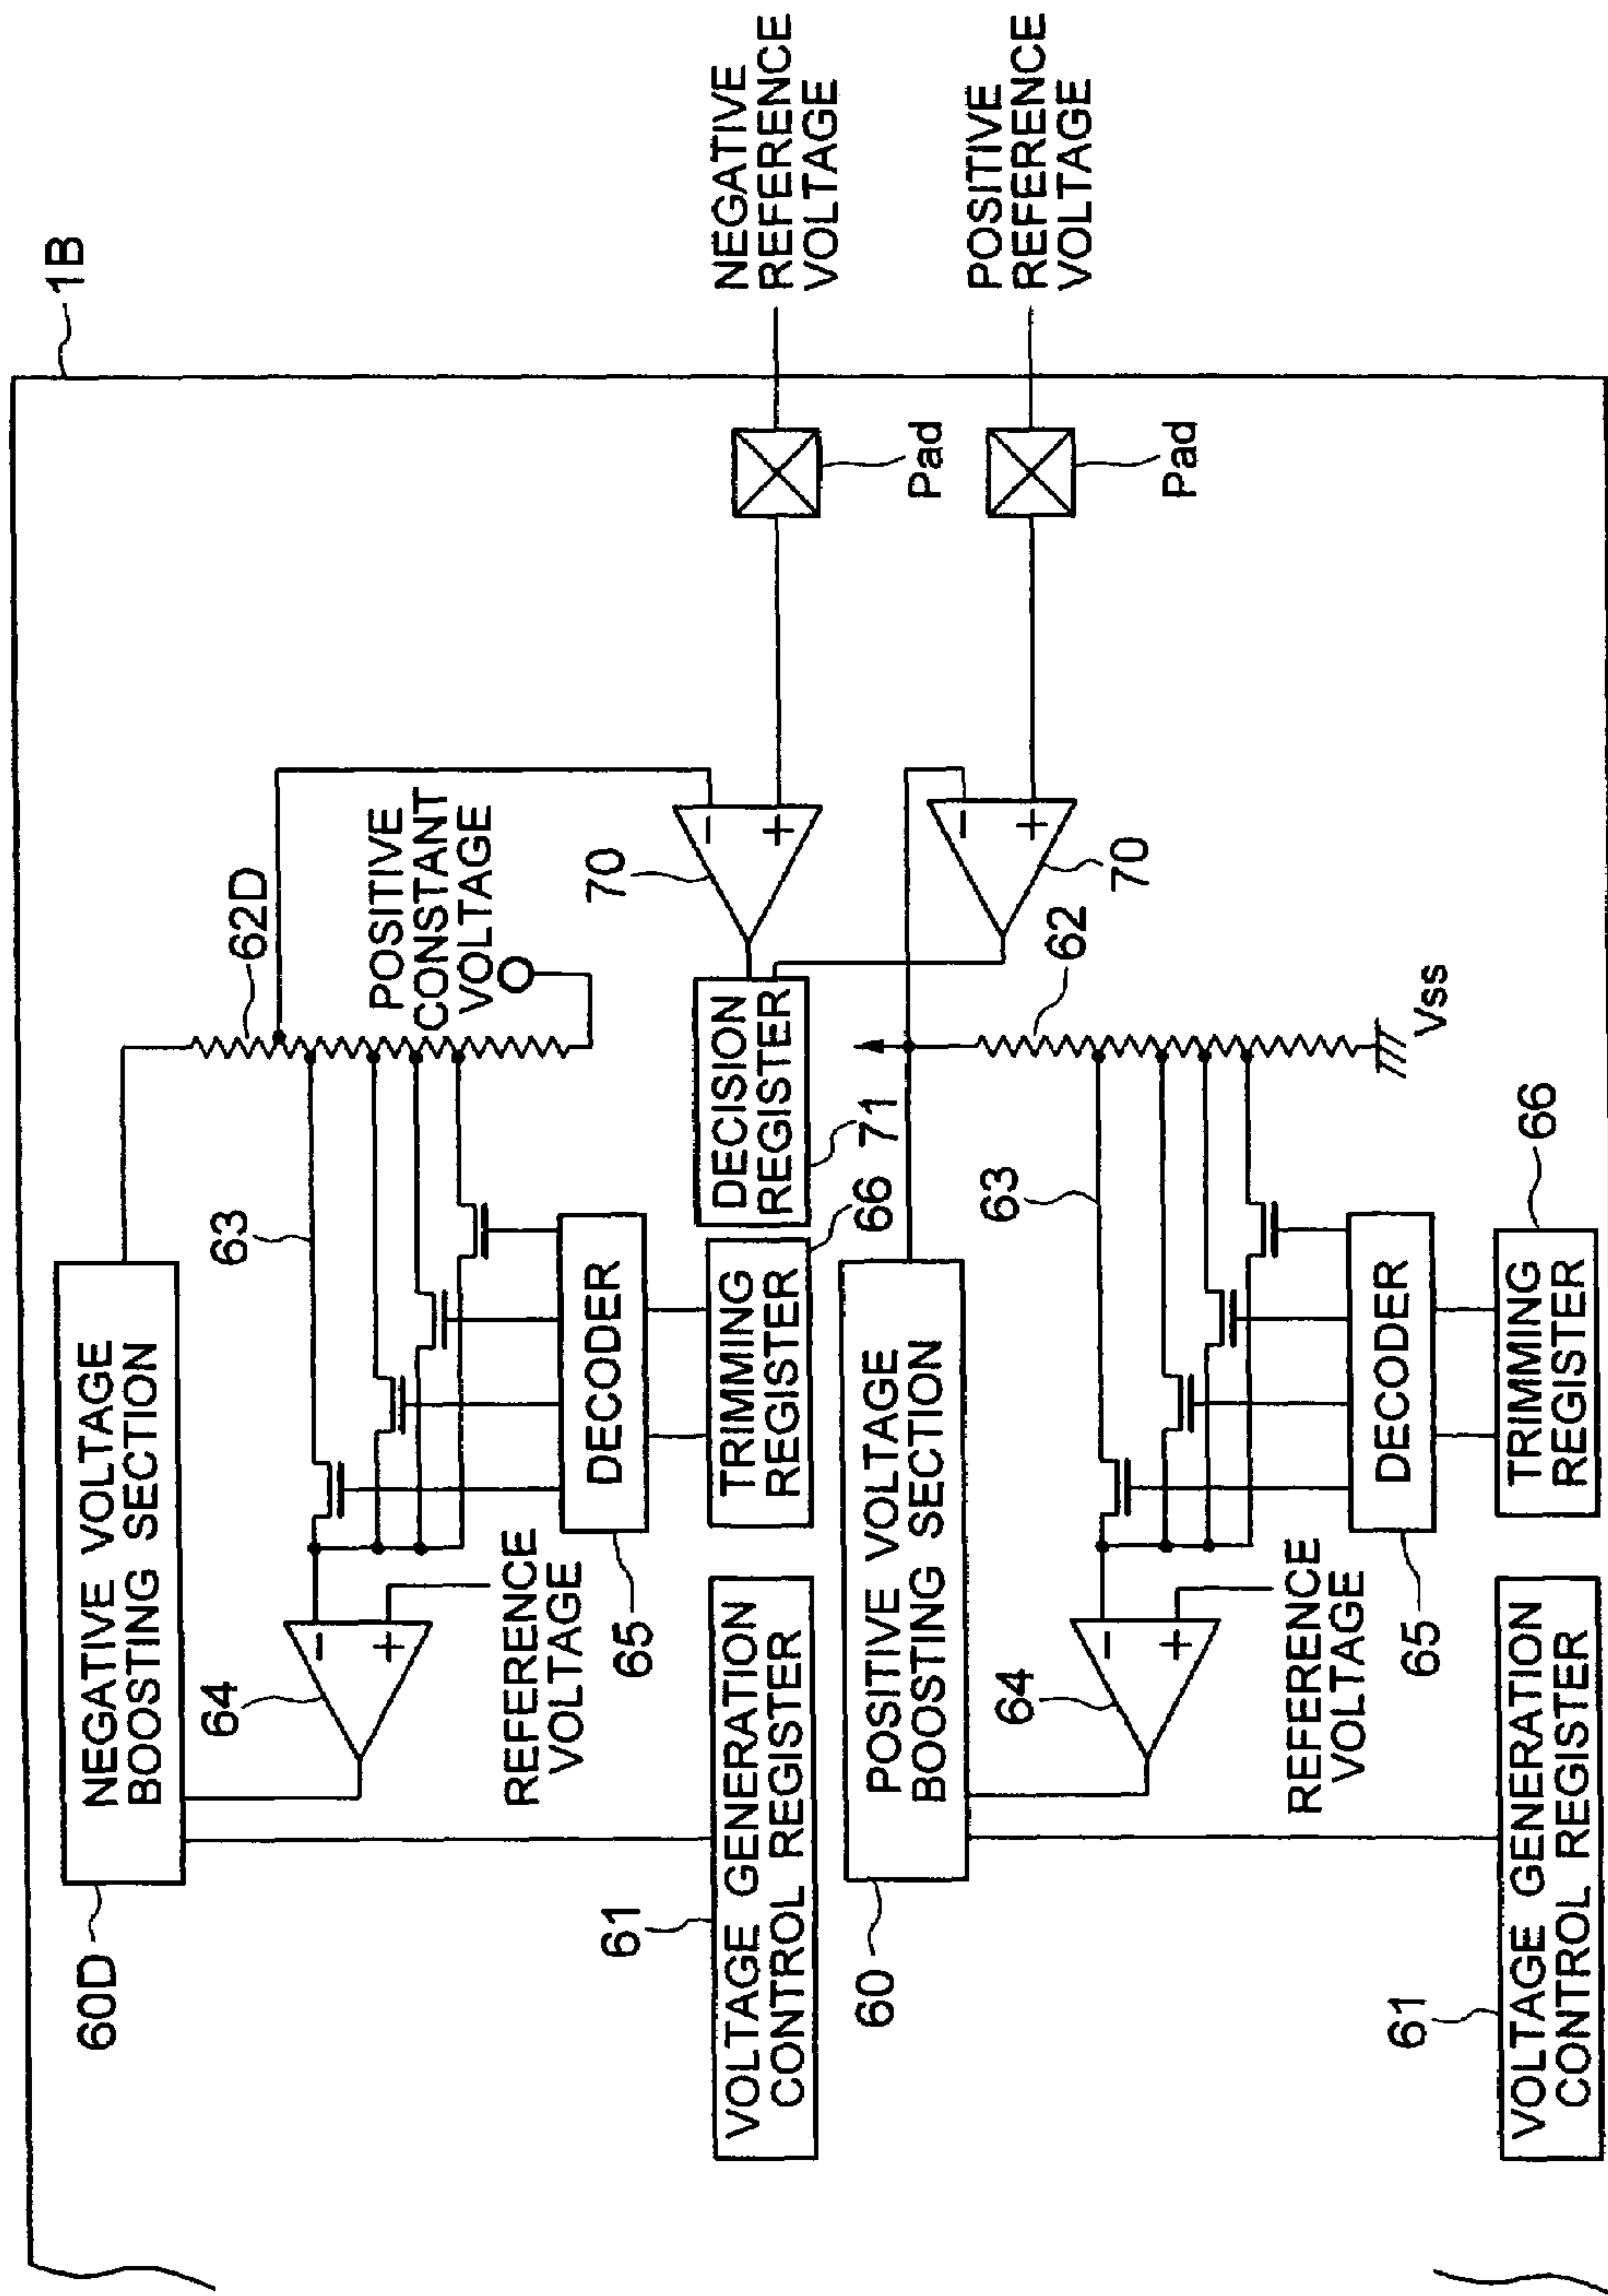 1B
NEGATIVE
REFERENCE
VOLTAGE
POSITIVE
REFERENCE
VOLTAGE
Pad
Pad
60D
NEGATIVE VOLTAGE
BOOSTING SECTION
62D
POSITIVE
CONSTANT
VOLTAGE
63
64
-
+
REFERENCE
VOLTAGE
DECODER
65
TRIMMING
REGISTER
66
61
VOLTAGE GENERATION
CONTROL REGISTER
70
-
+
DECISION
REGISTER
71
70
-
+
60
POSITIVE VOLTAGE
BOOSTING SECTION
62
Vss
63
64
-
+
REFERENCE
VOLTAGE
DECODER
65
TRIMMING
REGISTER
66
61
VOLTAGE GENERATION
CONTROL REGISTER